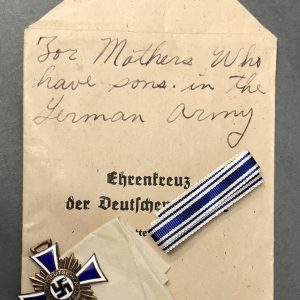 For Mothers Who
have sons in the
German Army
Ehrenkreuz
der Deutschen